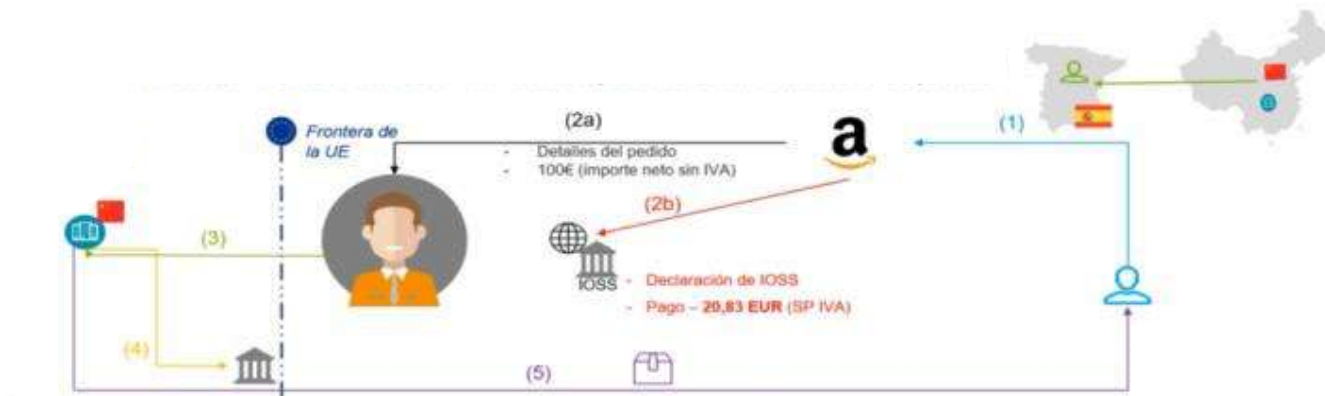 (1)
(2a)
Frontera de
la UE
- Detalles del pedido
- 100€ (importe neto sin IVA)
a
(2b)
(3)
IOSS
- Declaración de IOSS
- Pago – 20,83 EUR (SP IVA)
(4)
(5)